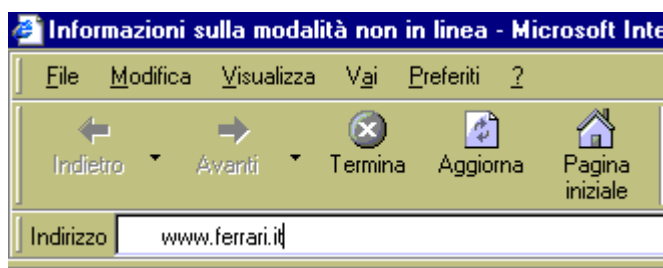 Informazioni sulla modalità non in linea - Microsoft Inte
File Modifica Visualizza Vai Preferiti ?
Indietro Avanti Termina Aggiorna Pagina iniziale
Indirizzo www.ferrari.it